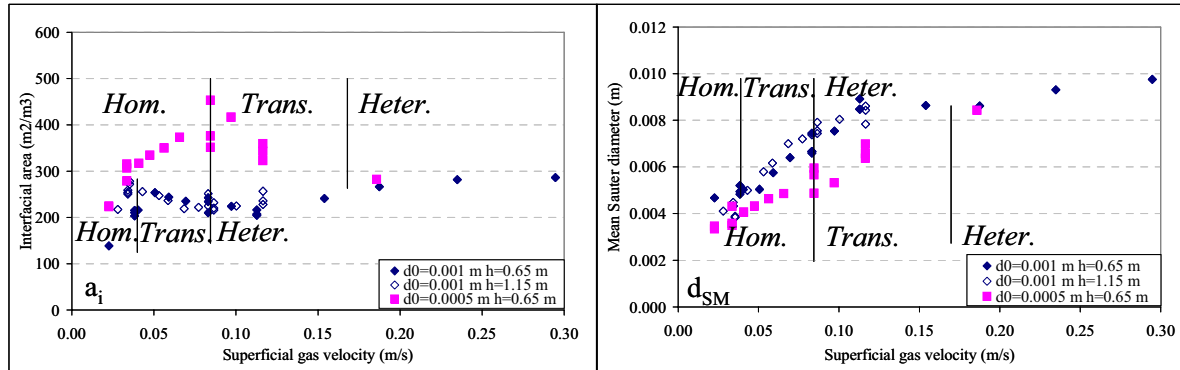 600
500
400
300
200
100
0
Interfacial area (m2/m3)
Hom. Trans. Heter.
Hom. Trans. Heter.
a_i
d0=0.001 m h=0.65 m
d0=0.001 m h=1.15 m
d0=0.0005 m h=0.65 m
0.00 0.05 0.10 0.15 0.20 0.25 0.30
Superficial gas velocity (m/s)
0.012
0.010
0.008
0.006
0.004
0.002
0.000
Mean Sauter diameter (m)
Hom. Trans. Heter.
Hom. Trans. Heter.
d_SM
d0=0.001 m h=0.65 m
d0=0.001 m h=1.15 m
d0=0.0005 m h=0.65 m
0.00 0.05 0.10 0.15 0.20 0.25 0.30
Superficial gas velocity (m/s)